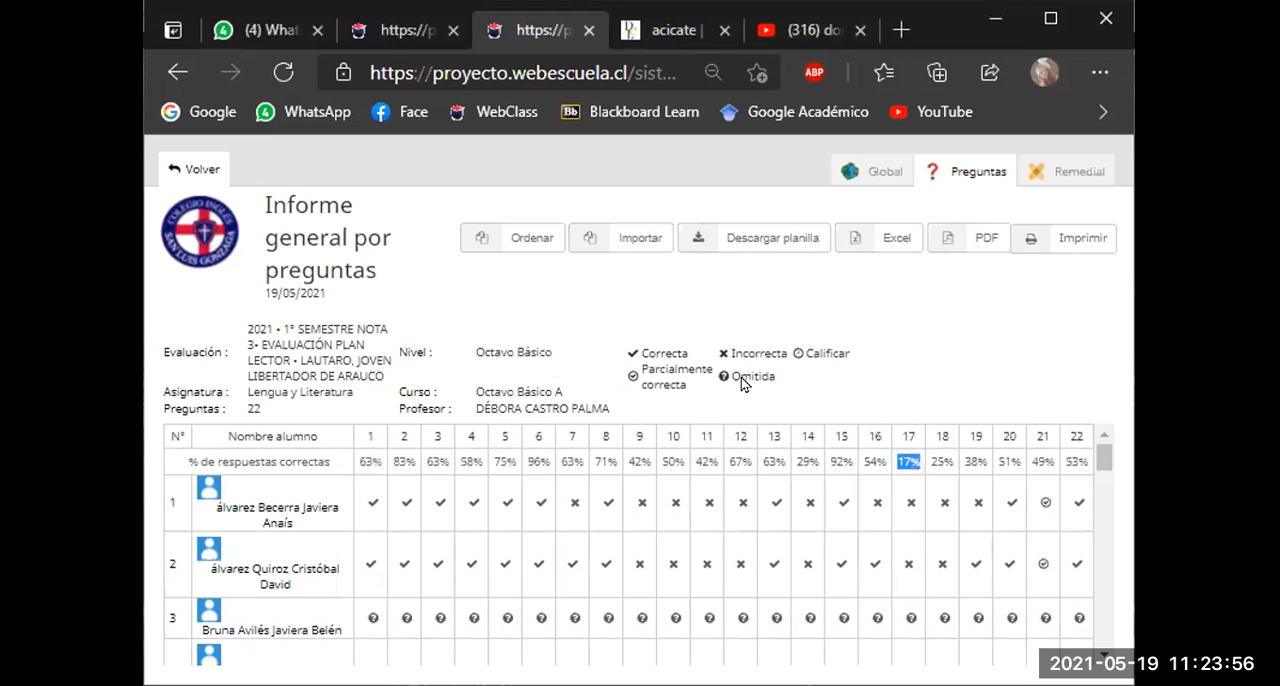 (4) What
https://p
https://p
acicate |
(316) do
https://proyecto.webescuela.cl/sist...
ABP
Google
WhatsApp
Face
WebClass
Bb
Blackboard Learn
Google Académico
YouTube
Volver
Global
Preguntas
Remedial
COLEGIO INGLÉS
SAN LUIS GONZAGA
Informe
general por
preguntas
19/05/2021
Ordenar
Importar
Descargar planilla
Excel
PDF
Imprimir
Evaluación :
2021 • 1° SEMESTRE NOTA
3• EVALUACIÓN PLAN
LECTOR • LAUTARO, JOVEN
LIBERTADOR DE ARAUCO
Nivel :
Octavo Básico
Correcta
Incorrecta
Calificar
Parcialmente
correcta
Omitida
Asignatura :
Lengua y Literatura
Curso :
Octavo Básico A
Preguntas :
22
Profesor :
DÉBORA CASTRO PALMA
N° Nombre alumno 1 2 3 4 5 6 7 8 9 10 11 12 13 14 15 16 17 18 19 20 21 22
% de respuestas correctas 63% 83% 63% 58% 75% 96% 63% 71% 42% 50% 42% 67% 63% 29% 92% 54% 17% 25% 38% 51% 49% 53%
1
álvarez Becerra Javiera
Anaís
2
álvarez Quiroz Cristóbal
David
3
Bruna Avilés Javiera Belén
2021-05-19 11:23:56